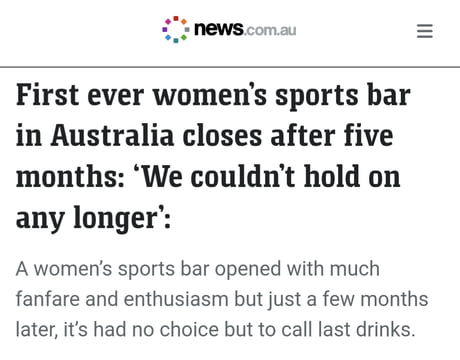 news.com.au
First ever women’s sports bar
in Australia closes after five
months: ‘We couldn’t hold on
any longer’:
A women’s sports bar opened with much
fanfare and enthusiasm but just a few months
later, it’s had no choice but to call last drinks.